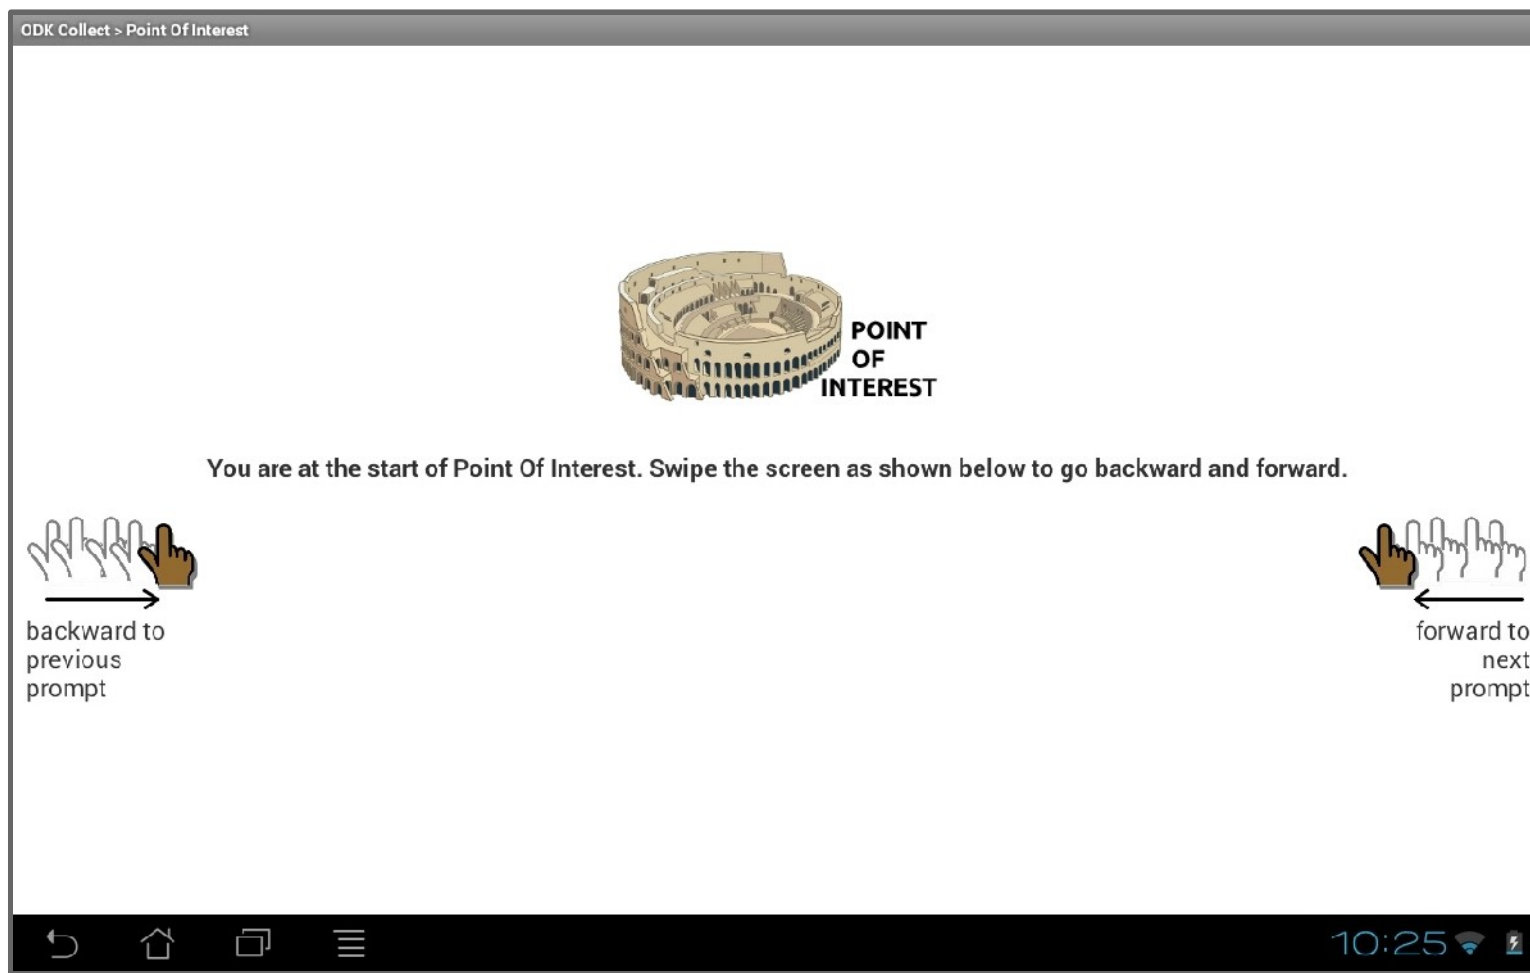 ODK Collect > Point Of Interest
POINT
OF
INTEREST
You are at the start of Point Of Interest. Swipe the screen as shown below to go backward and forward.
backward to
previous
prompt
forward to
next
prompt
10:25